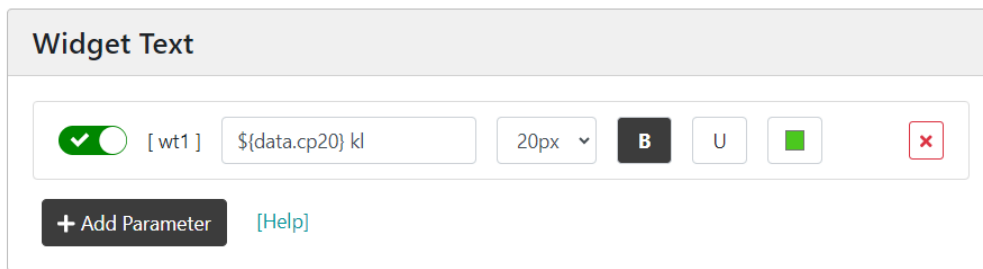 Widget Text
[ wt1 ] ${data.cp20} kl 20px B U
Add Parameter [Help]